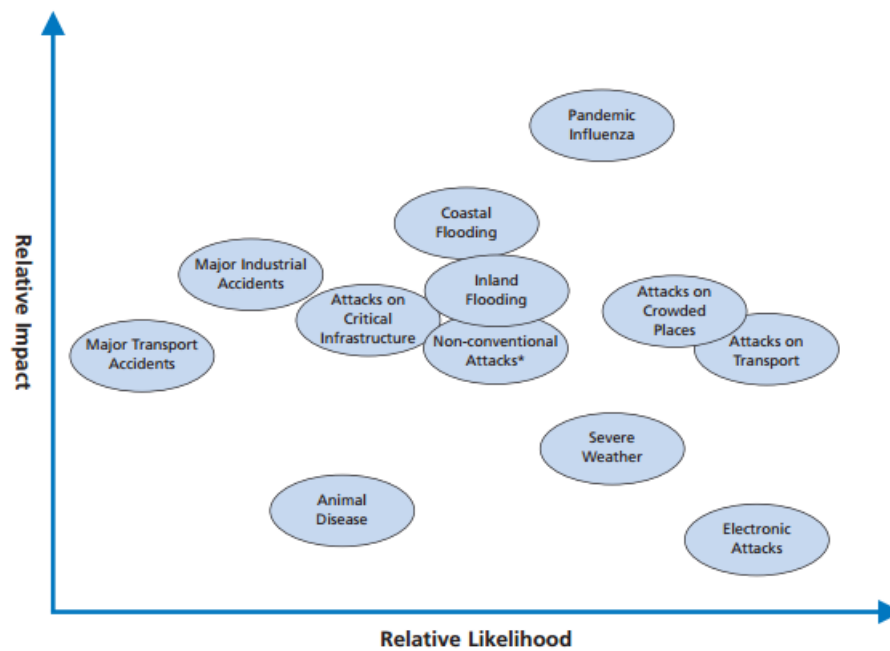 Pandemic
Influenza
Coastal
Flooding
Major Industrial
Accidents
Inland
Flooding
Attacks on
Critical
Infrastructure
Attacks on
Crowded
Places
Major Transport
Accidents
Non-conventional
Attacks*
Attacks on
Transport
Severe
Weather
Animal
Disease
Electronic
Attacks
Relative Impact
Relative Likelihood